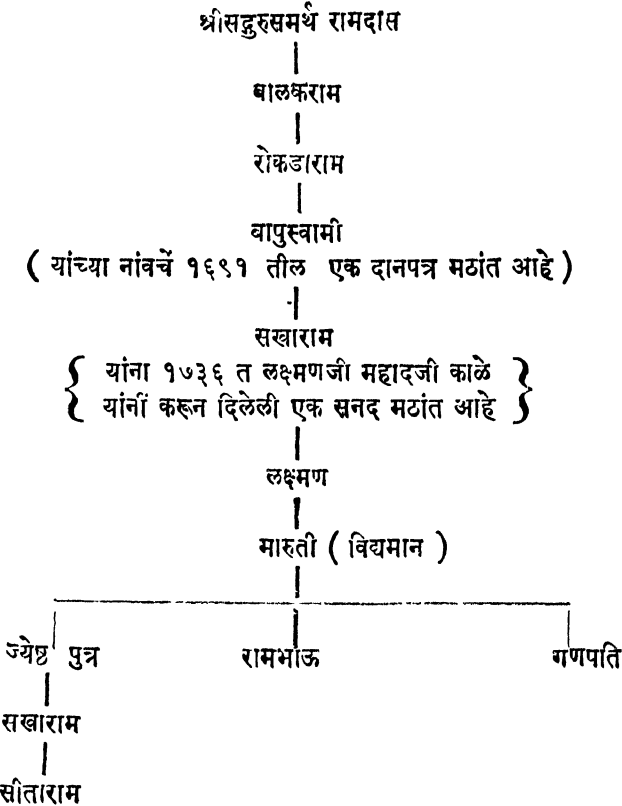 श्रीसद्गुरुसमर्थ रामदास
बालकराम
रोकडाराम
बापुस्वामी
( यांच्या नांवचें १६९१ तील एक दानपत्र मठांत आहे )
सखाराम
{ यांना १७३६ त लक्ष्मणजी महादजी काळे }
{ यांनीं करून दिलेली एक सनद मठांत आहे }
लक्ष्मण
मारुती ( विद्यमान )
ज्येष्ठ पुत्र रामभाऊ गणपति
सखाराम
सीताराम